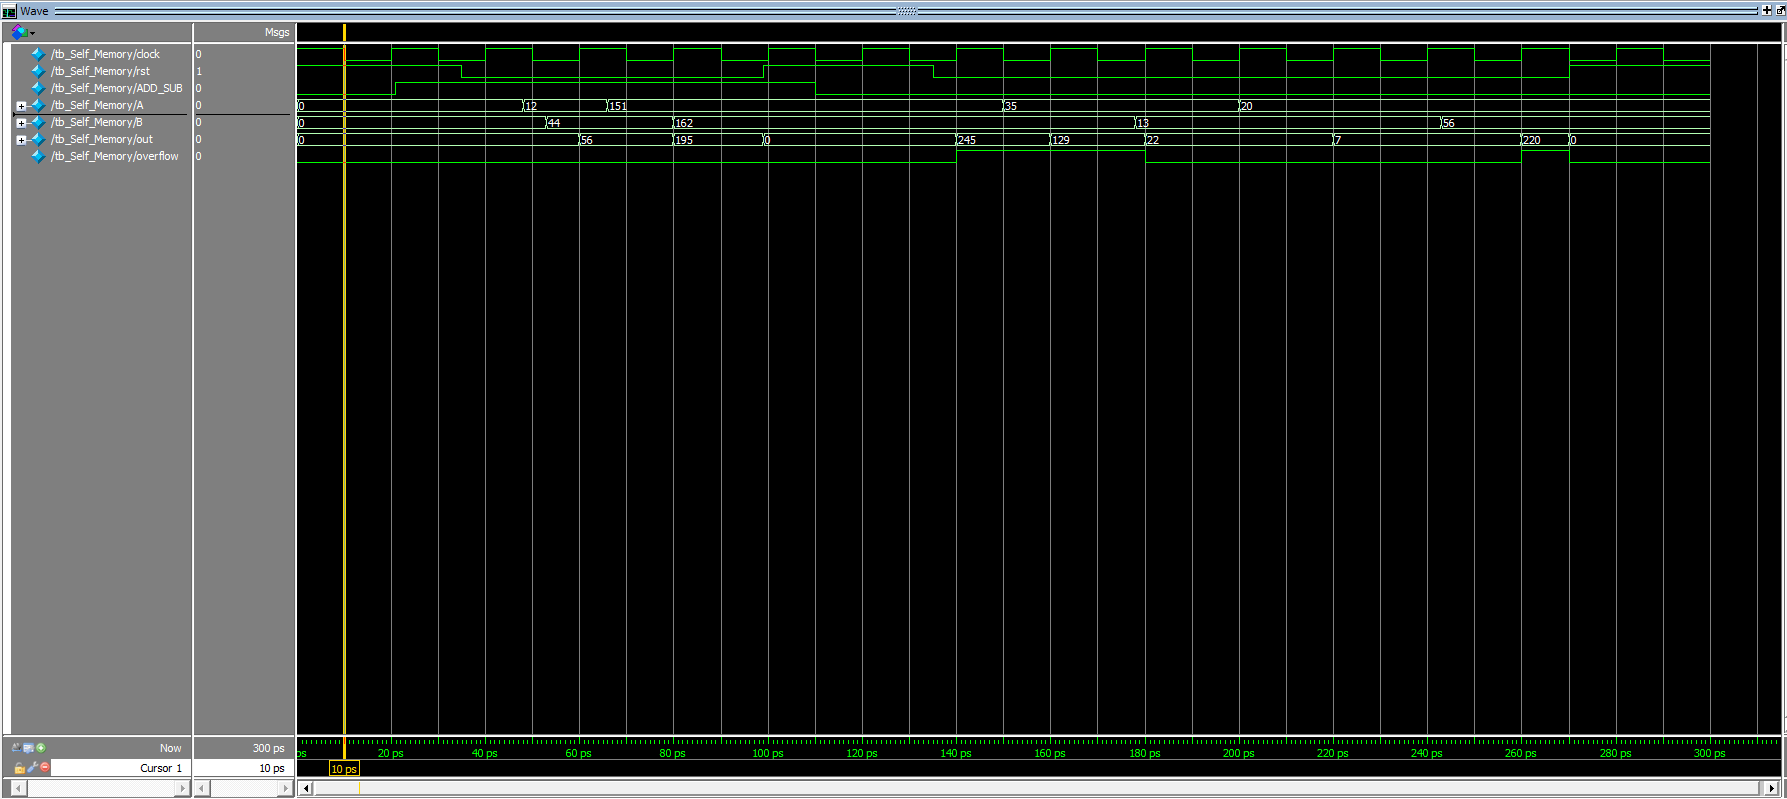 Wave
Msgs
/tb_Self_Memory/clock 0
/tb_Self_Memory/rst 1
/tb_Self_Memory/ADD_SUB 0
/tb_Self_Memory/A 0 0 12 151 35 20
/tb_Self_Memory/B 0 0 44 162 13 56
/tb_Self_Memory/out 0 0 56 195 0 245 129 22 7 220 0
/tb_Self_Memory/overflow 0
Now 300 ps ps 20 ps 40 ps 60 ps 80 ps 100 ps 120 ps 140 ps 160 ps 180 ps 200 ps 220 ps 240 ps 260 ps 280 ps 300 ps
Cursor 1 10 ps 10 ps